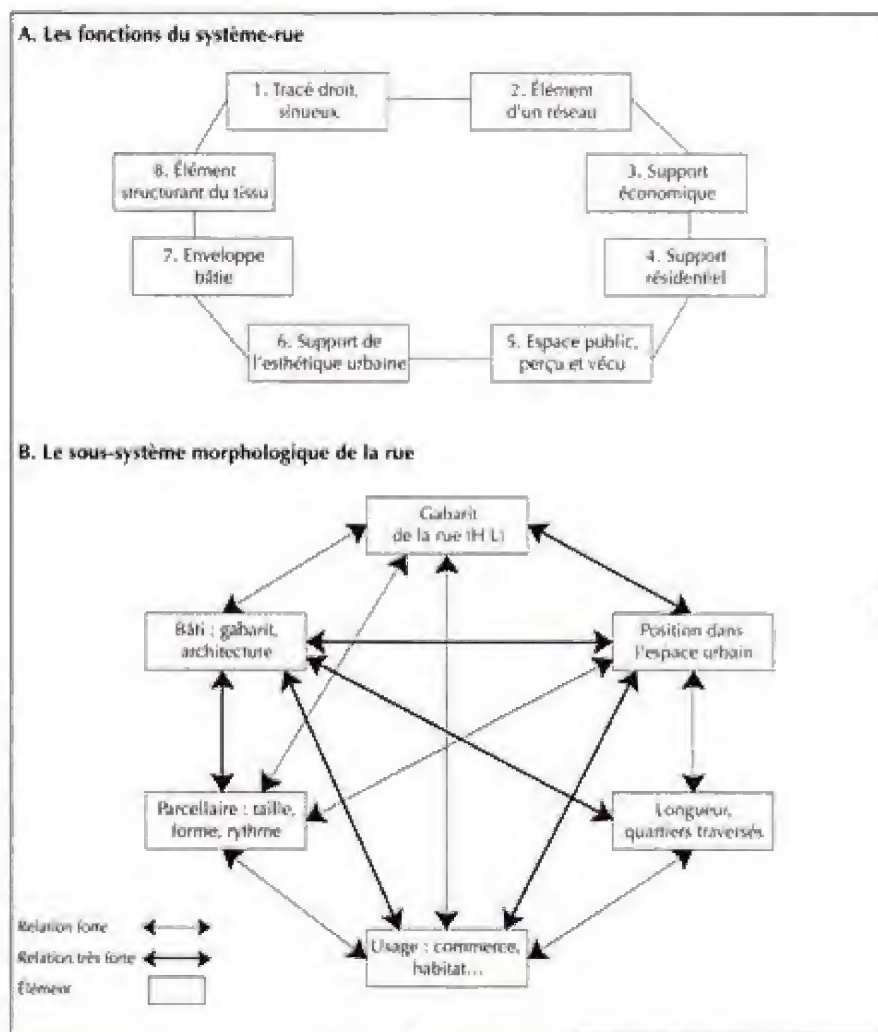 A. Les fonctions du système-rue
1. Tracé droit,
sinueux
2. Élément
d'un réseau
8. Élément
structurant du tissu
3. Support
économique
7. Enveloppe
bâtie
4. Support
résidentiel
6. Support de
l'esthétique urbaine
5. Espace public,
perçu et vécu
B. Le sous-système morphologique de la rue
Gabarit
de la rue (H L)
Bâti : gabarit,
architecture
Position dans
l'espace urbain
Parcellaire : taille,
forme, rythme
Longueur,
quartiers traversés
Usage : commerce,
habitat...
Relation forte
Relation très forte
Élément